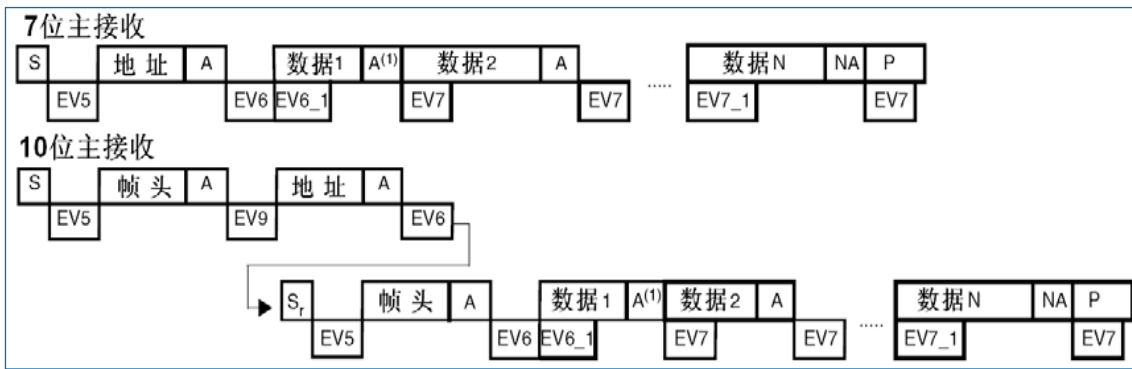 7位主接收
S 地址 A 数据1 A(1) 数据2 A ..... 数据N NA P
EV5 EV6 EV6_1 EV7 EV7 EV7_1 EV7
10位主接收
S 帧头 A 地址 A
EV5 EV9 EV6
Sr 帧头 A 数据1 A(1) 数据2 A ..... 数据N NA P
EV5 EV6 EV6_1 EV7 EV7 EV7_1 EV7